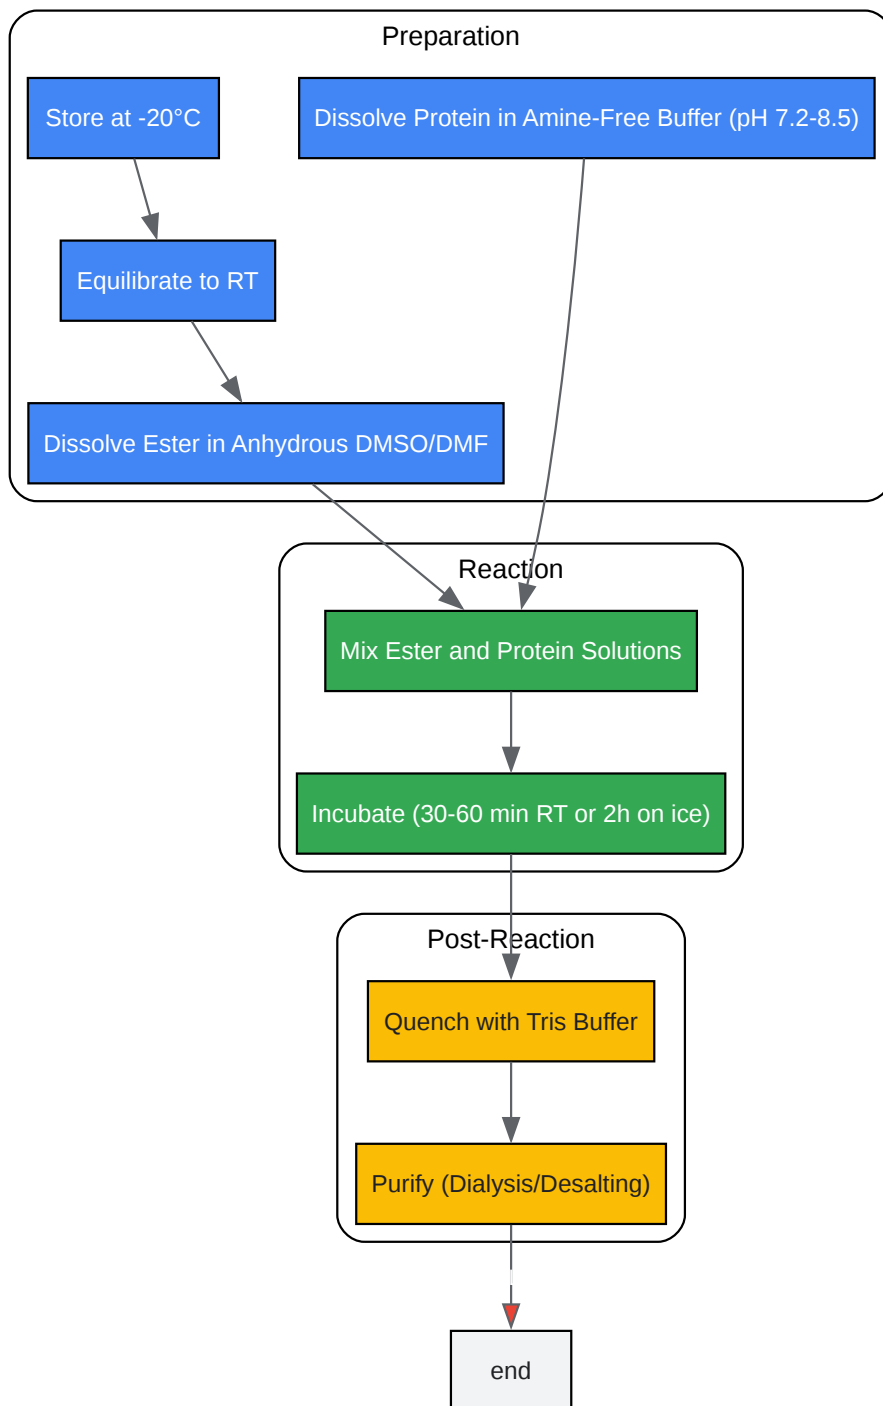 Preparation
Store at -20°C
Dissolve Protein in Amine-Free Buffer (pH 7.2-8.5)
Equilibrate to RT
Dissolve Ester in Anhydrous DMSO/DMF
Reaction
Mix Ester and Protein Solutions
Incubate (30-60 min RT or 2h on ice)
Post-Reaction
Quench with Tris Buffer
Purify (Dialysis/Desalting)
end